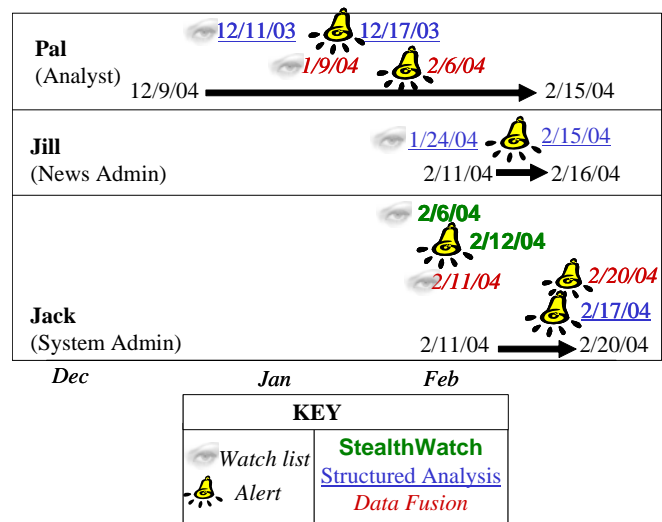 12/11/03 12/17/03
Pal
(Analyst)
1/9/04 2/6/04
12/9/04 2/15/04
Jill
(News Admin)
1/24/04 2/15/04
2/11/04 2/16/04
2/6/04
2/12/04
2/11/04 2/20/04
2/17/04
Jack
(System Admin)
2/11/04 2/20/04
Dec Jan Feb
KEY
Watch list
Alert
StealthWatch
Structured Analysis
Data Fusion